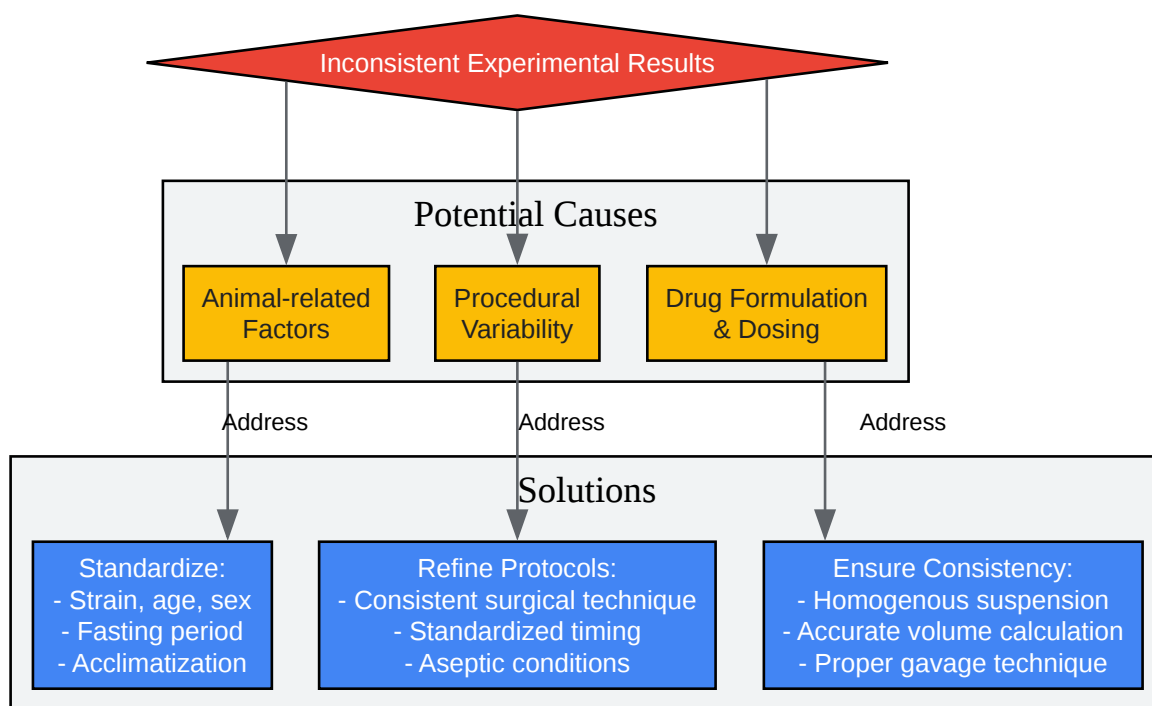 Inconsistent Experimental Results
Potential Causes
Animal-related
Factors
Procedural
Variability
Drug Formulation
& Dosing
Address
Address
Address
Solutions
Standardize:
- Strain, age, sex
- Fasting period
- Acclimatization
Refine Protocols:
- Consistent surgical technique
- Standardized timing
- Aseptic conditions
Ensure Consistency:
- Homogenous suspension
- Accurate volume calculation
- Proper gavage technique